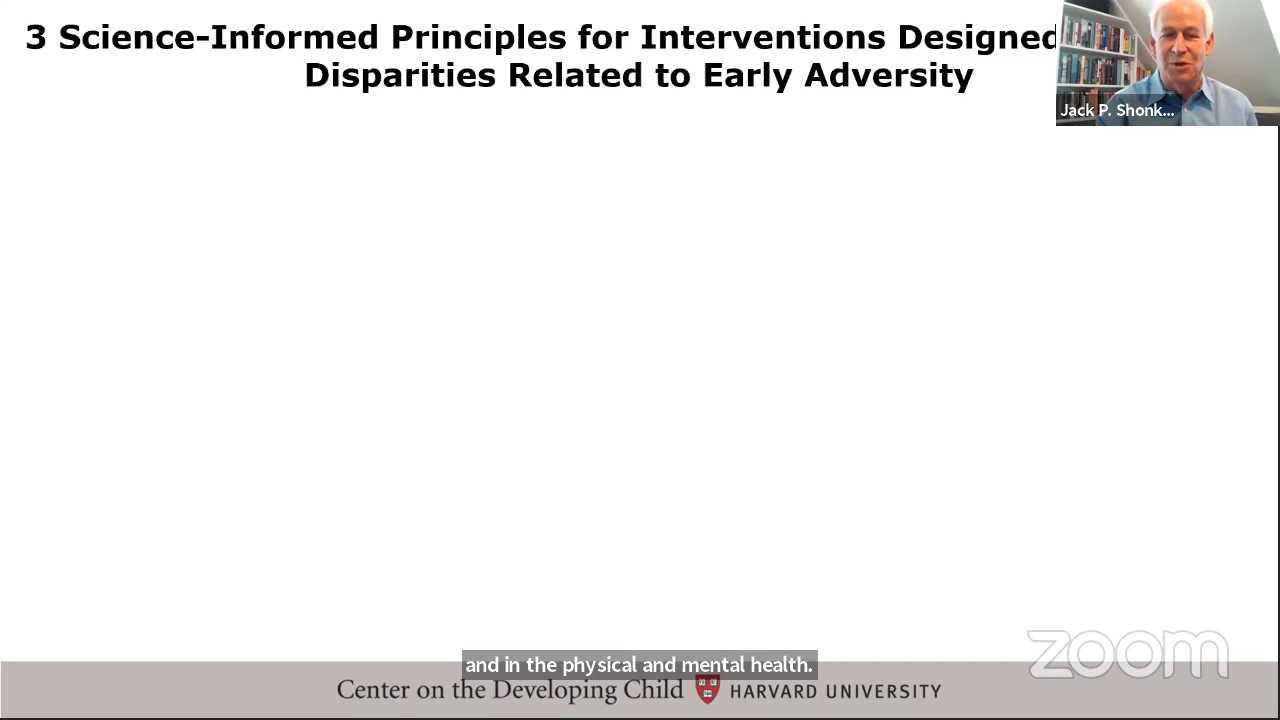 3 Science-Informed Principles for Interventions Designed
Disparities Related to Early Adversity
Jack P. Shonk...
zoom
and in the physical and mental health.
Center on the Developing Child HARVARD UNIVERSITY